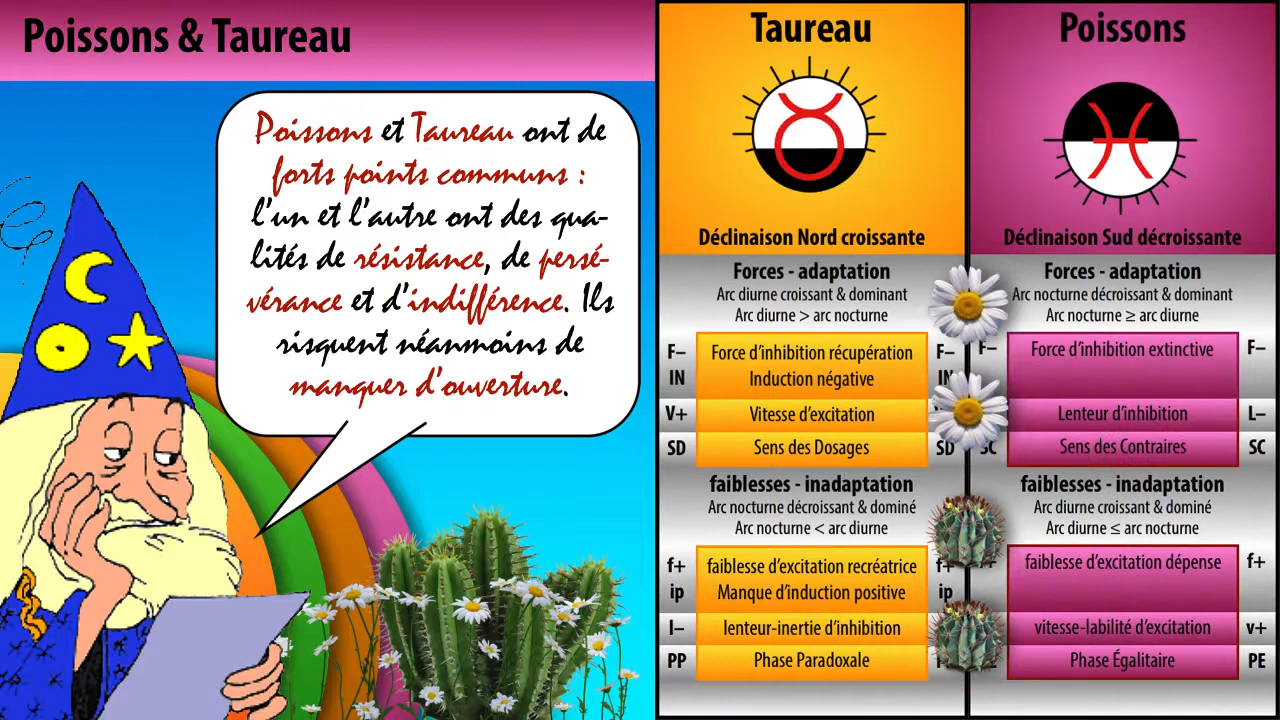 Poissons & Taureau
Poissons et Taureau ont de
forts points communs :
l'un et l'autre ont des qua-
lités de résistance, de persé-
vérance et d'indifférence. Ils
risquent néanmoins de
manquer d'ouverture.
Taureau
Déclinaison Nord croissante
Forces - adaptation
Arc diurne croissant & dominant
Arc diurne > arc nocturne
F– Force d'inhibition récupération F–
IN Induction négative IN
V+ Vitesse d'excitation
SD Sens des Dosages SD
faiblesses - inadaptation
Arc nocturne décroissant & dominé
Arc nocturne < arc diurne
f+ faiblesse d'excitation recréatrice f+
ip Manque d'induction positive ip
l– lenteur-inertie d'inhibition
PP Phase Paradoxale
Poissons
Déclinaison Sud décroissante
Forces - adaptation
Arc nocturne décroissant & dominant
Arc nocturne ≥ arc diurne
F– Force d'inhibition extinctive F–
Lenteur d'inhibition L–
SC Sens des Contraires SC
faiblesses - inadaptation
Arc diurne croissant & dominé
Arc diurne ≤ arc nocturne
faiblesse d'excitation dépense f+
vitesse-labilité d'excitation v+
Phase Égalitaire PE